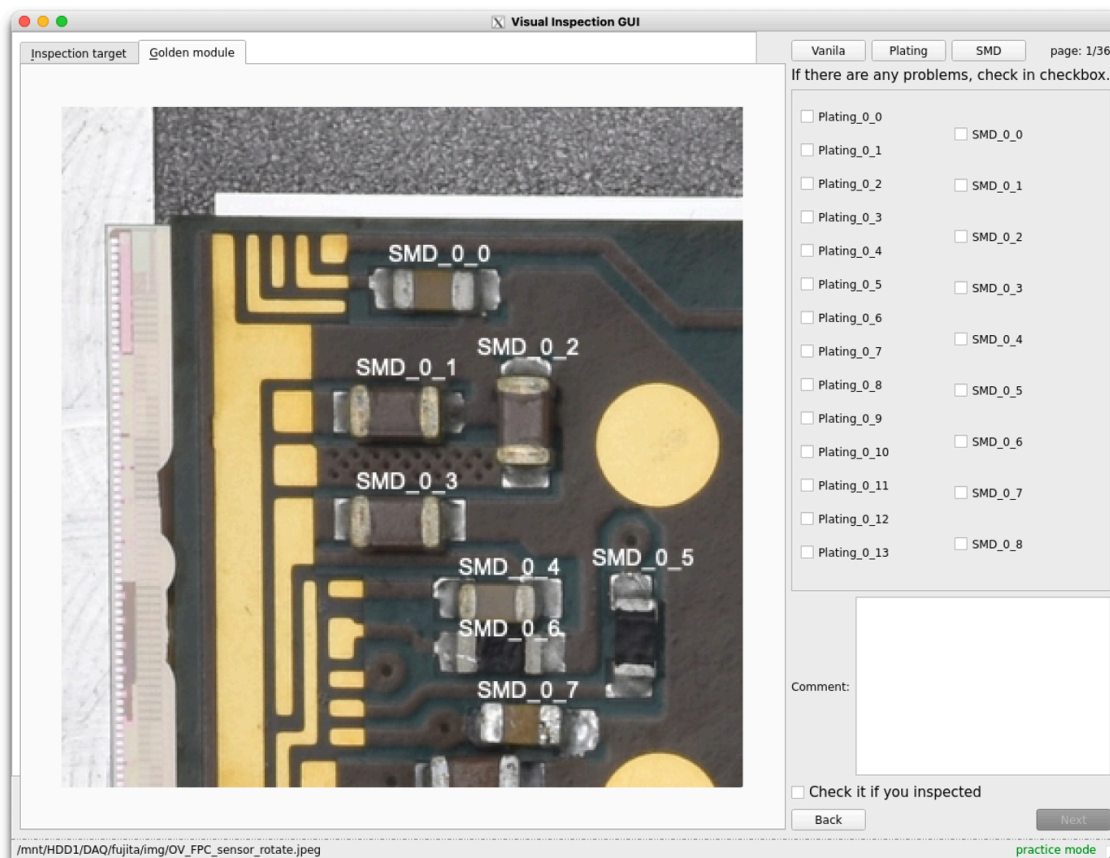 Visual Inspection GUI
Inspection target
Golden module
Vanila
Plating
SMD
page: 1/36
If there are any problems, check in checkbox.
SMD_0_0
SMD_0_1
SMD_0_2
SMD_0_3
SMD_0_4
SMD_0_5
SMD_0_6
SMD_0_7
Plating_0_0
Plating_0_1
Plating_0_2
Plating_0_3
Plating_0_4
Plating_0_5
Plating_0_6
Plating_0_7
Plating_0_8
Plating_0_9
Plating_0_10
Plating_0_11
Plating_0_12
Plating_0_13
SMD_0_0
SMD_0_1
SMD_0_2
SMD_0_3
SMD_0_4
SMD_0_5
SMD_0_6
SMD_0_7
SMD_0_8
Comment:
Check it if you inspected
Back
Next
/mnt/HDD1/DAQ/fujita/img/OV_FPC_sensor_rotate.jpeg
practice mode